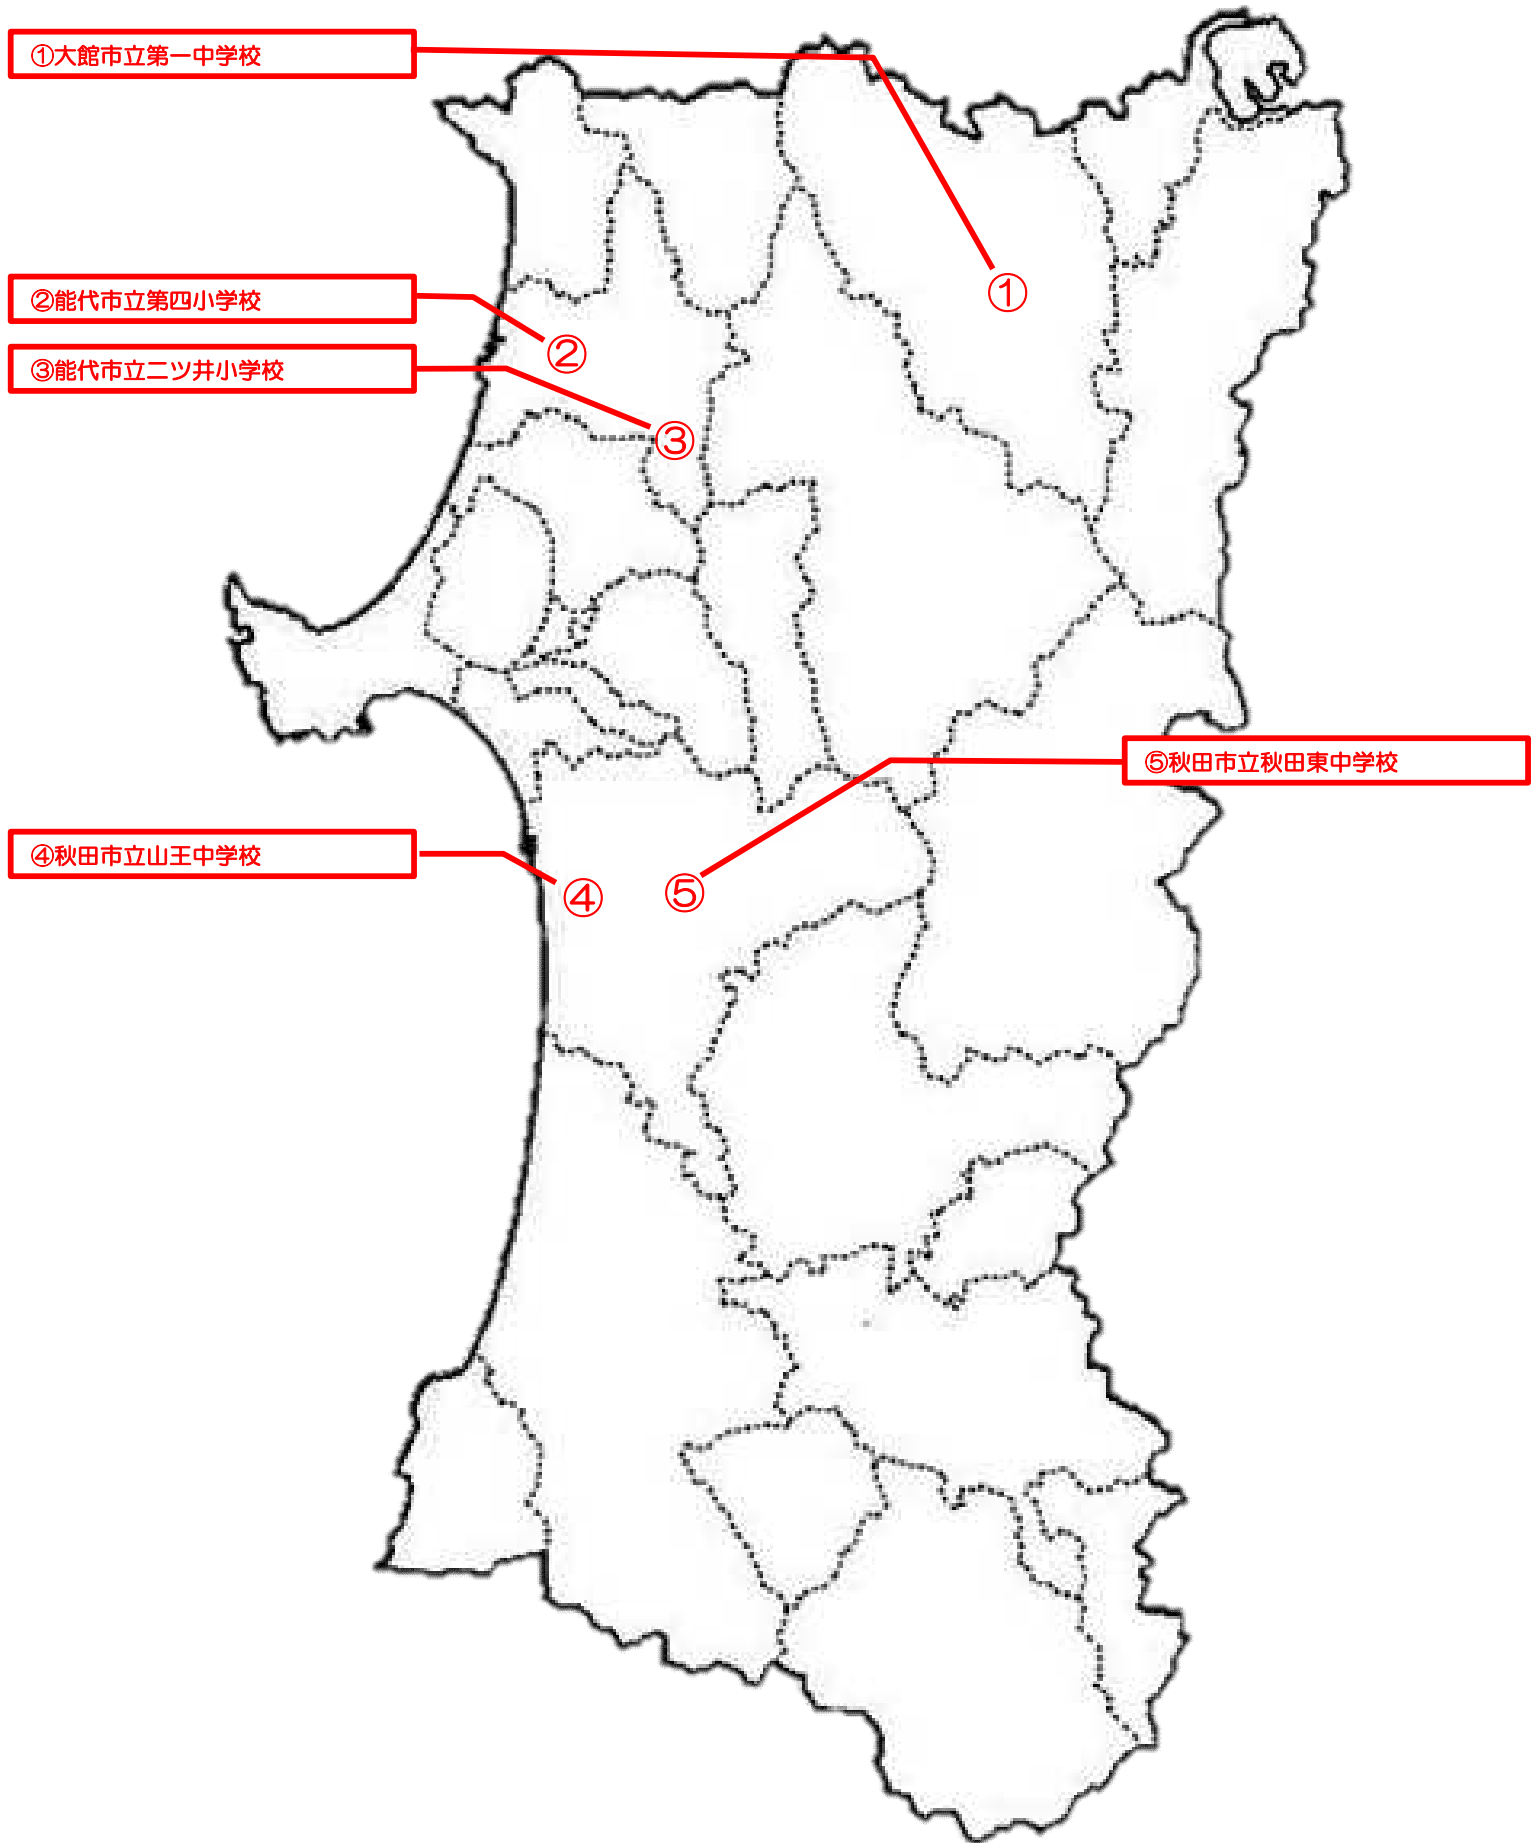 ①大館市立第一中学校
①
②能代市立第四小学校
②
③能代市立二ツ井小学校
③
⑤秋田市立秋田東中学校
④秋田市立山王中学校
④
⑤